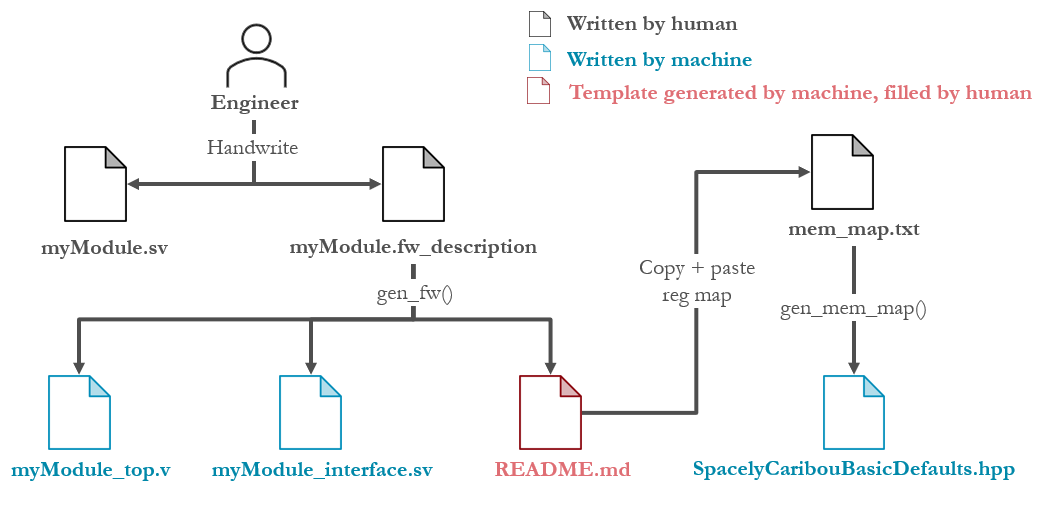 Written by human
Written by machine
Template generated by machine, filled by human
Engineer
Handwrite
myModule.sv
myModule.fw_description
mem_map.txt
gen_fw()
Copy + paste
reg map
gen_mem_map()
myModule_top.v
myModule_interface.sv
README.md
SpacelyCaribouBasicDefaults.hpp